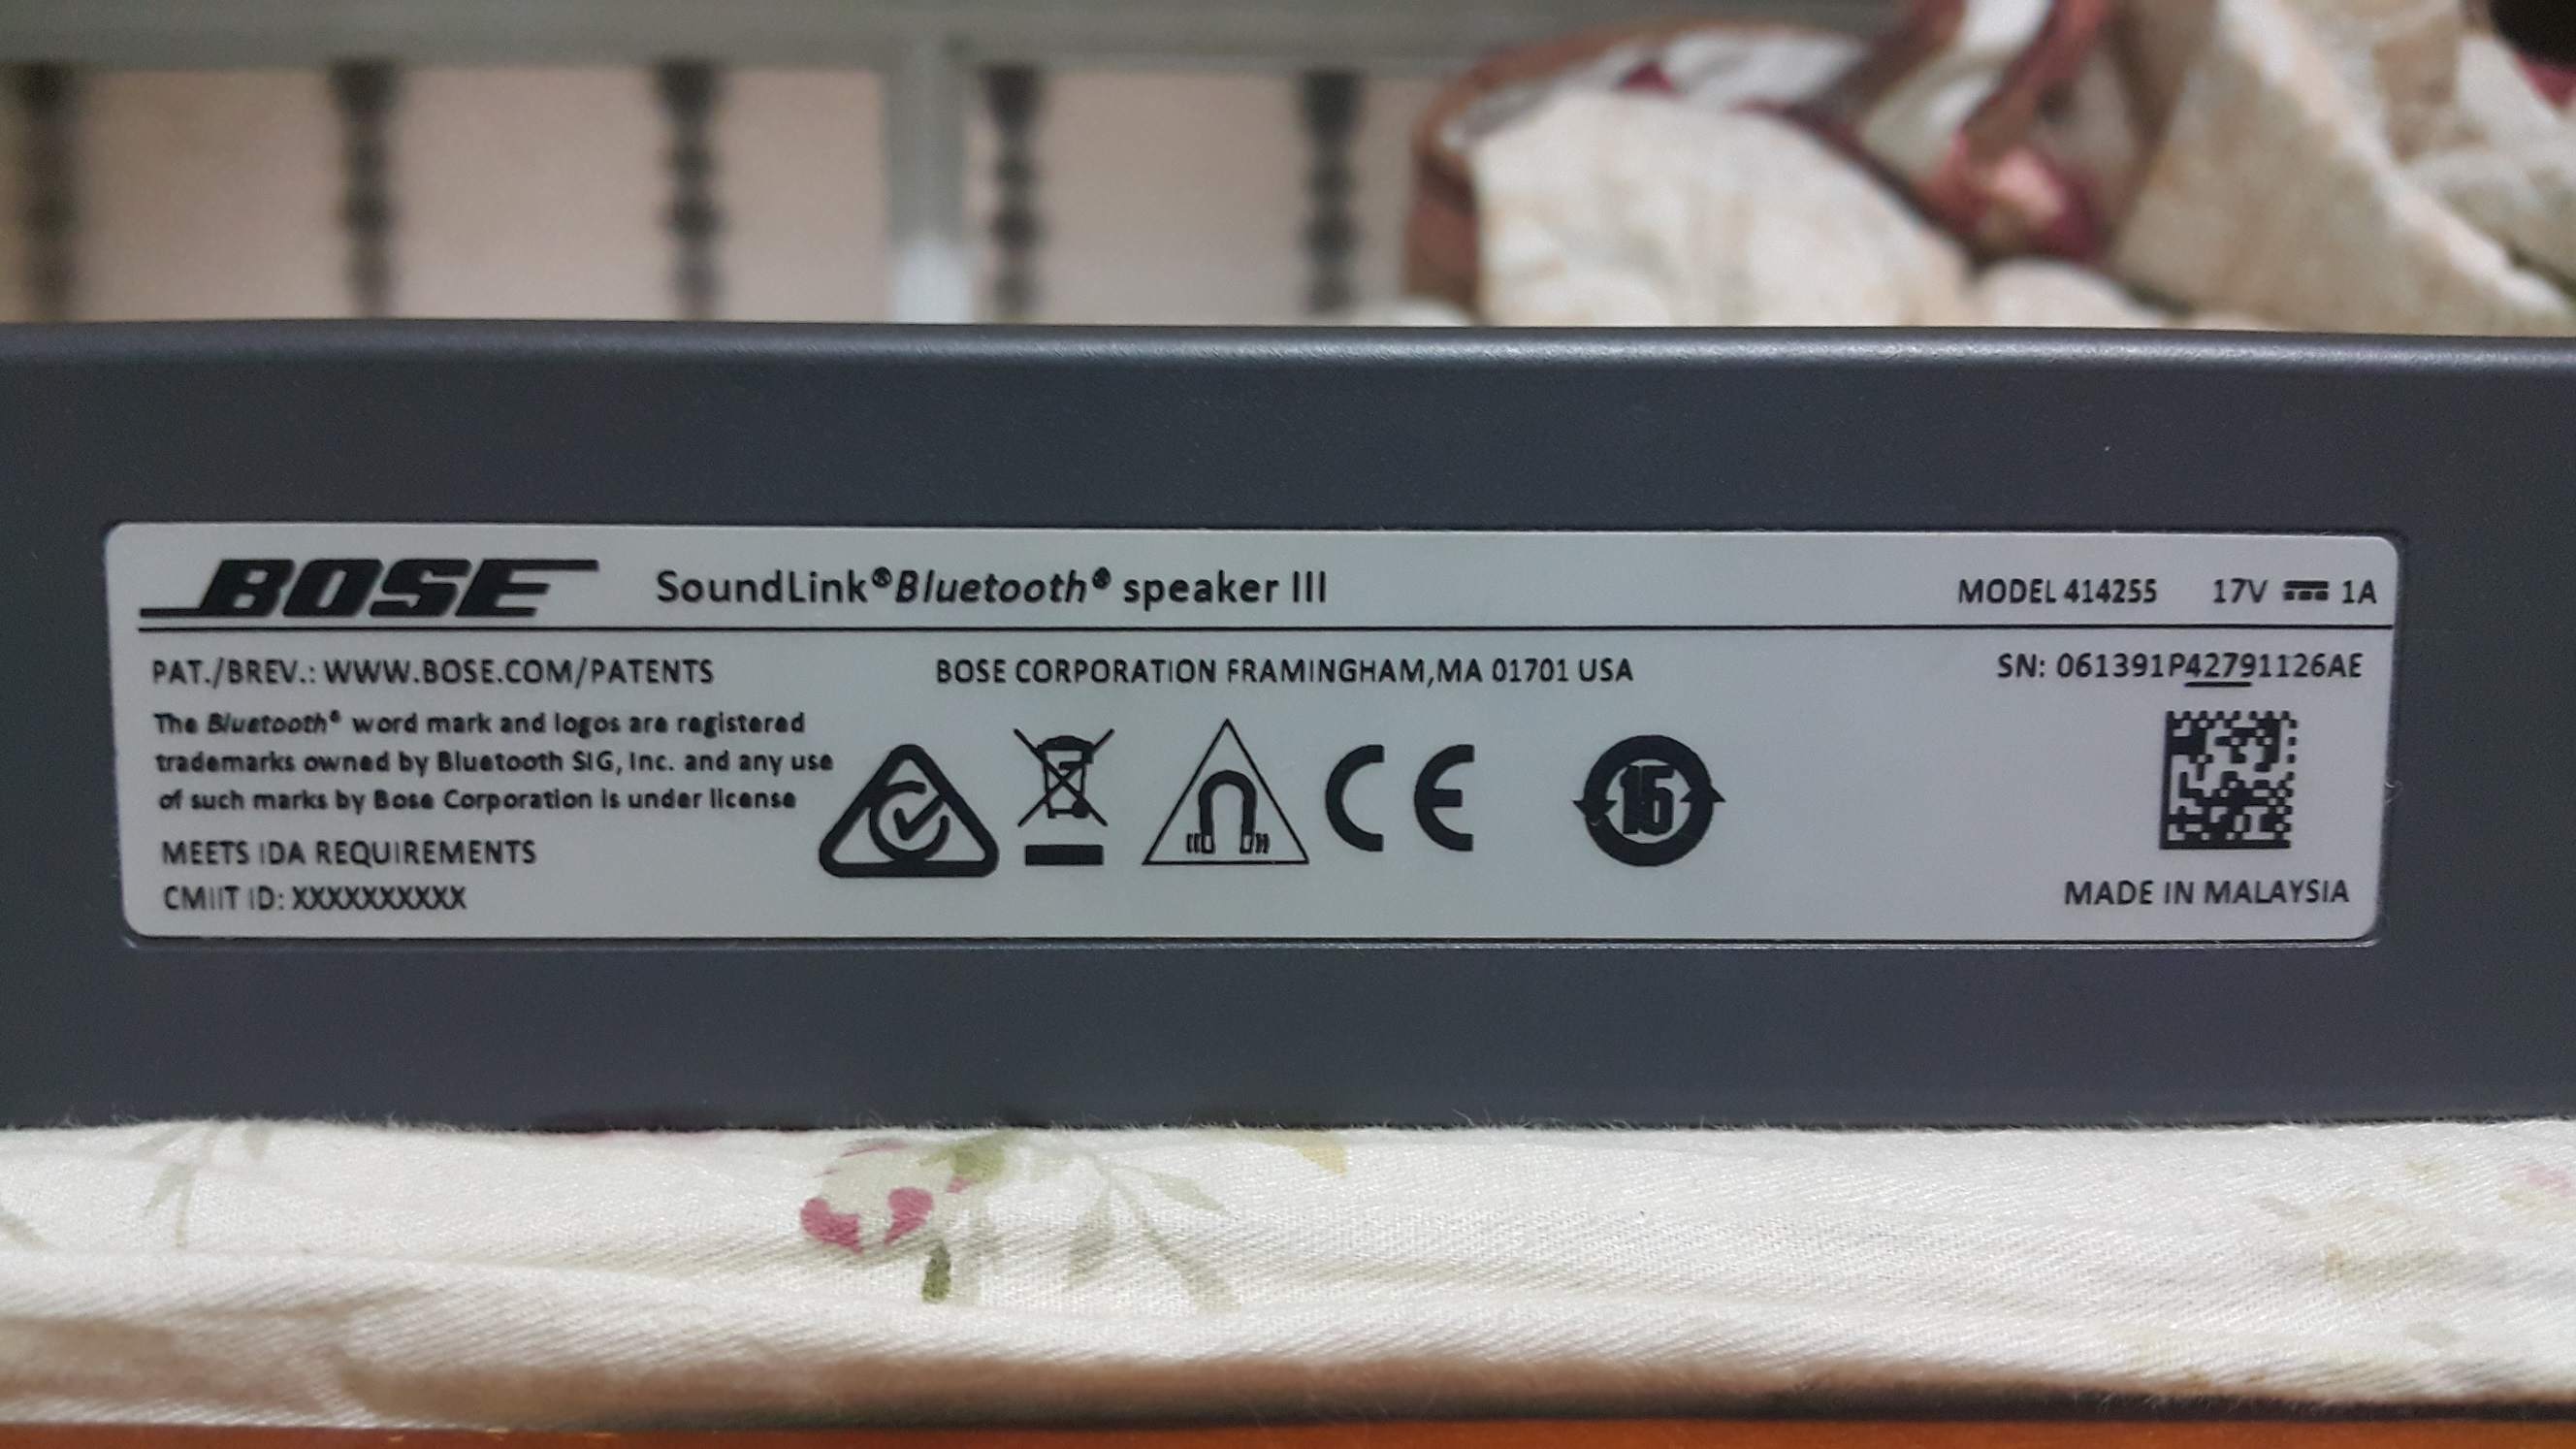 BOSE SoundLink® Bluetooth® speaker III MODEL 414255 17V ⎓ 1A
PAT./BREV.: WWW.BOSE.COM/PATENTS BOSE CORPORATION FRAMINGHAM,MA 01701 USA SN: 061391P42791126AE
The Bluetooth® word mark and logos are registered
trademarks owned by Bluetooth SIG, Inc. and any use
of such marks by Bose Corporation is under license
MEETS IDA REQUIREMENTS
CMIIT ID: XXXXXXXXXX
CE
15
MADE IN MALAYSIA